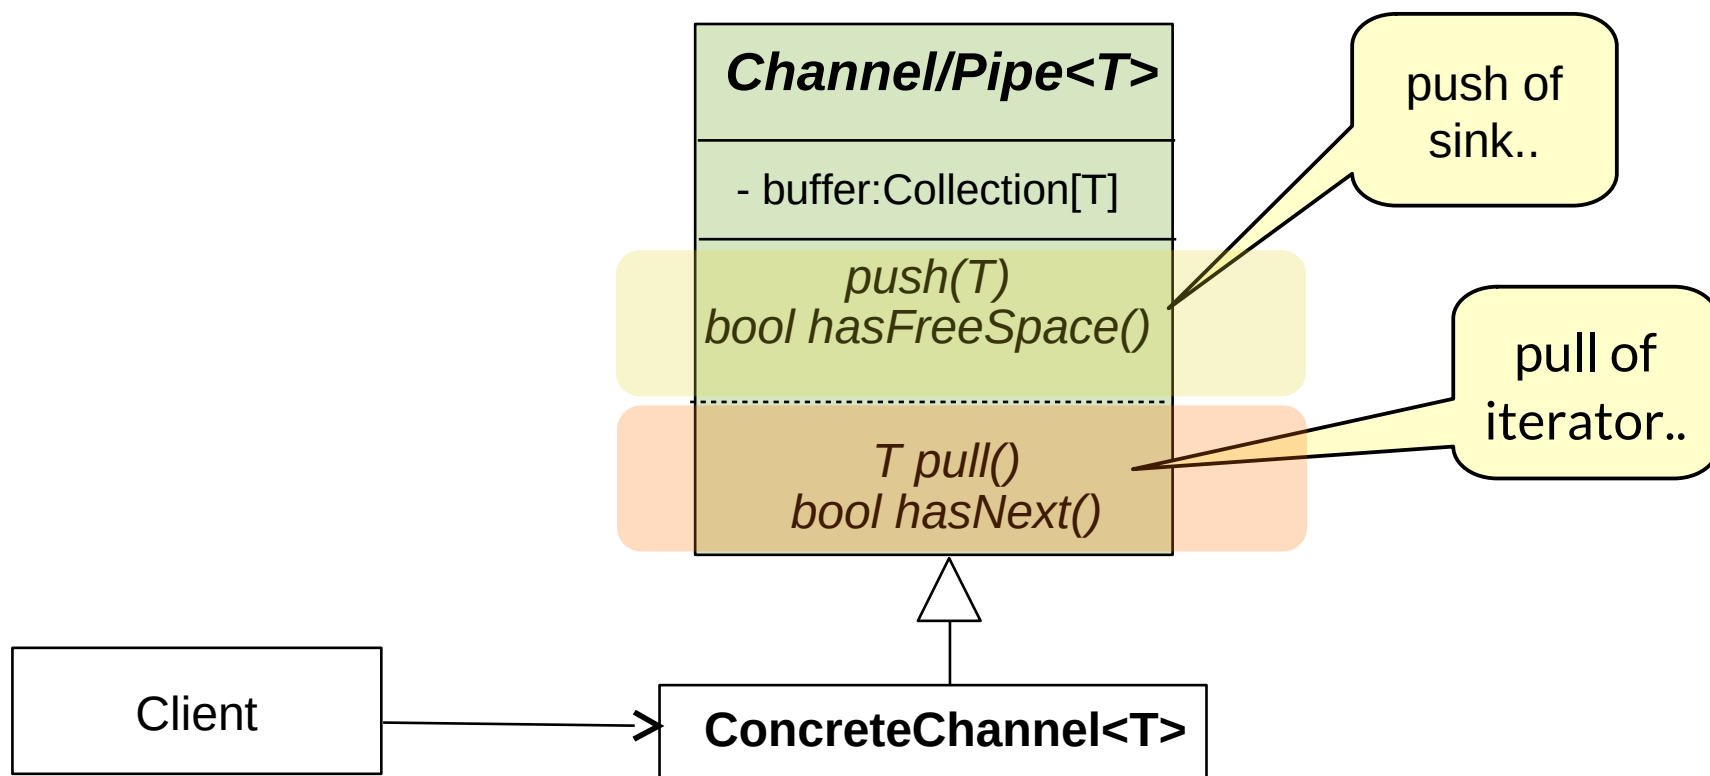 Channel/Pipe<T>
push of
sink..
- buffer:Collection[T]
push(T)
bool hasFreeSpace()
pull of
iterator..
T pull()
bool hasNext()
Client
ConcreteChannel<T>